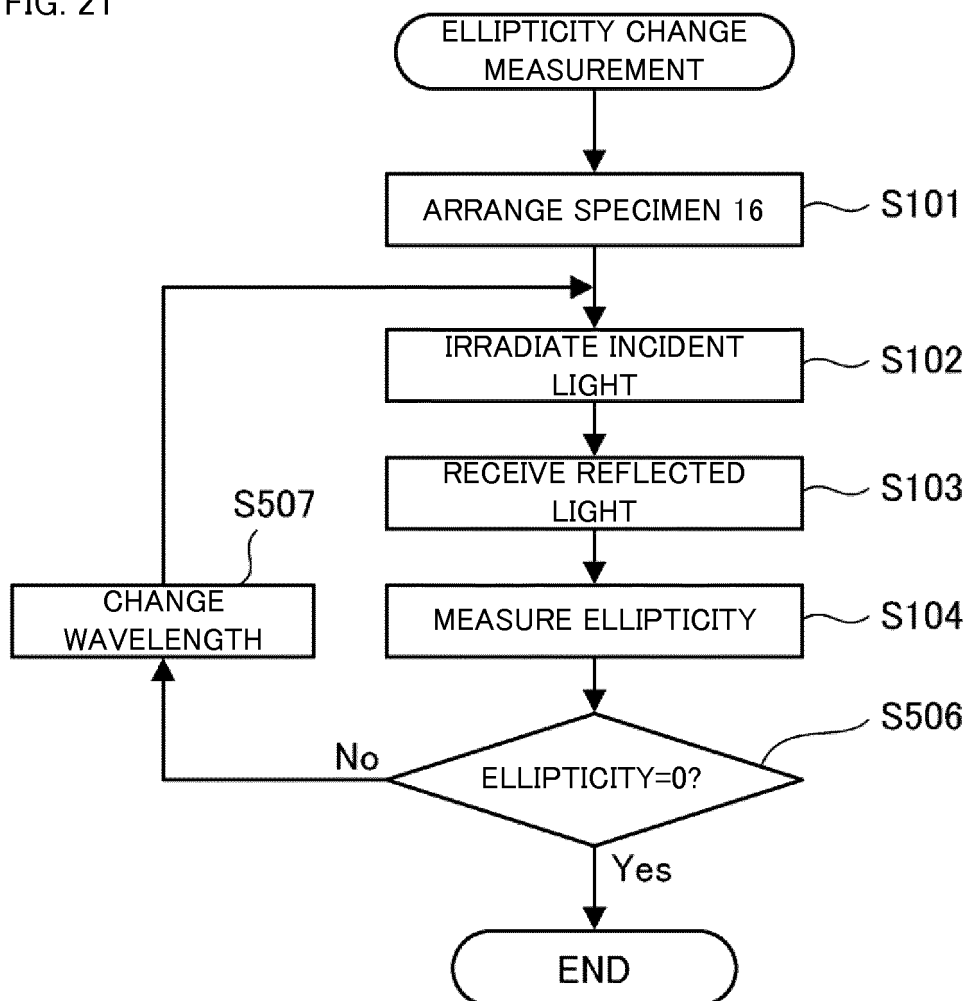 FIG. 21
ELLIPTICITY CHANGE
MEASUREMENT
ARRANGE SPECIMEN 16
S101
IRRADIATE INCIDENT
LIGHT
S102
RECEIVE REFLECTED
LIGHT
S103
S507
CHANGE
WAVELENGTH
MEASURE ELLIPTICITY
S104
S506
No
ELLIPTICITY=0?
Yes
END